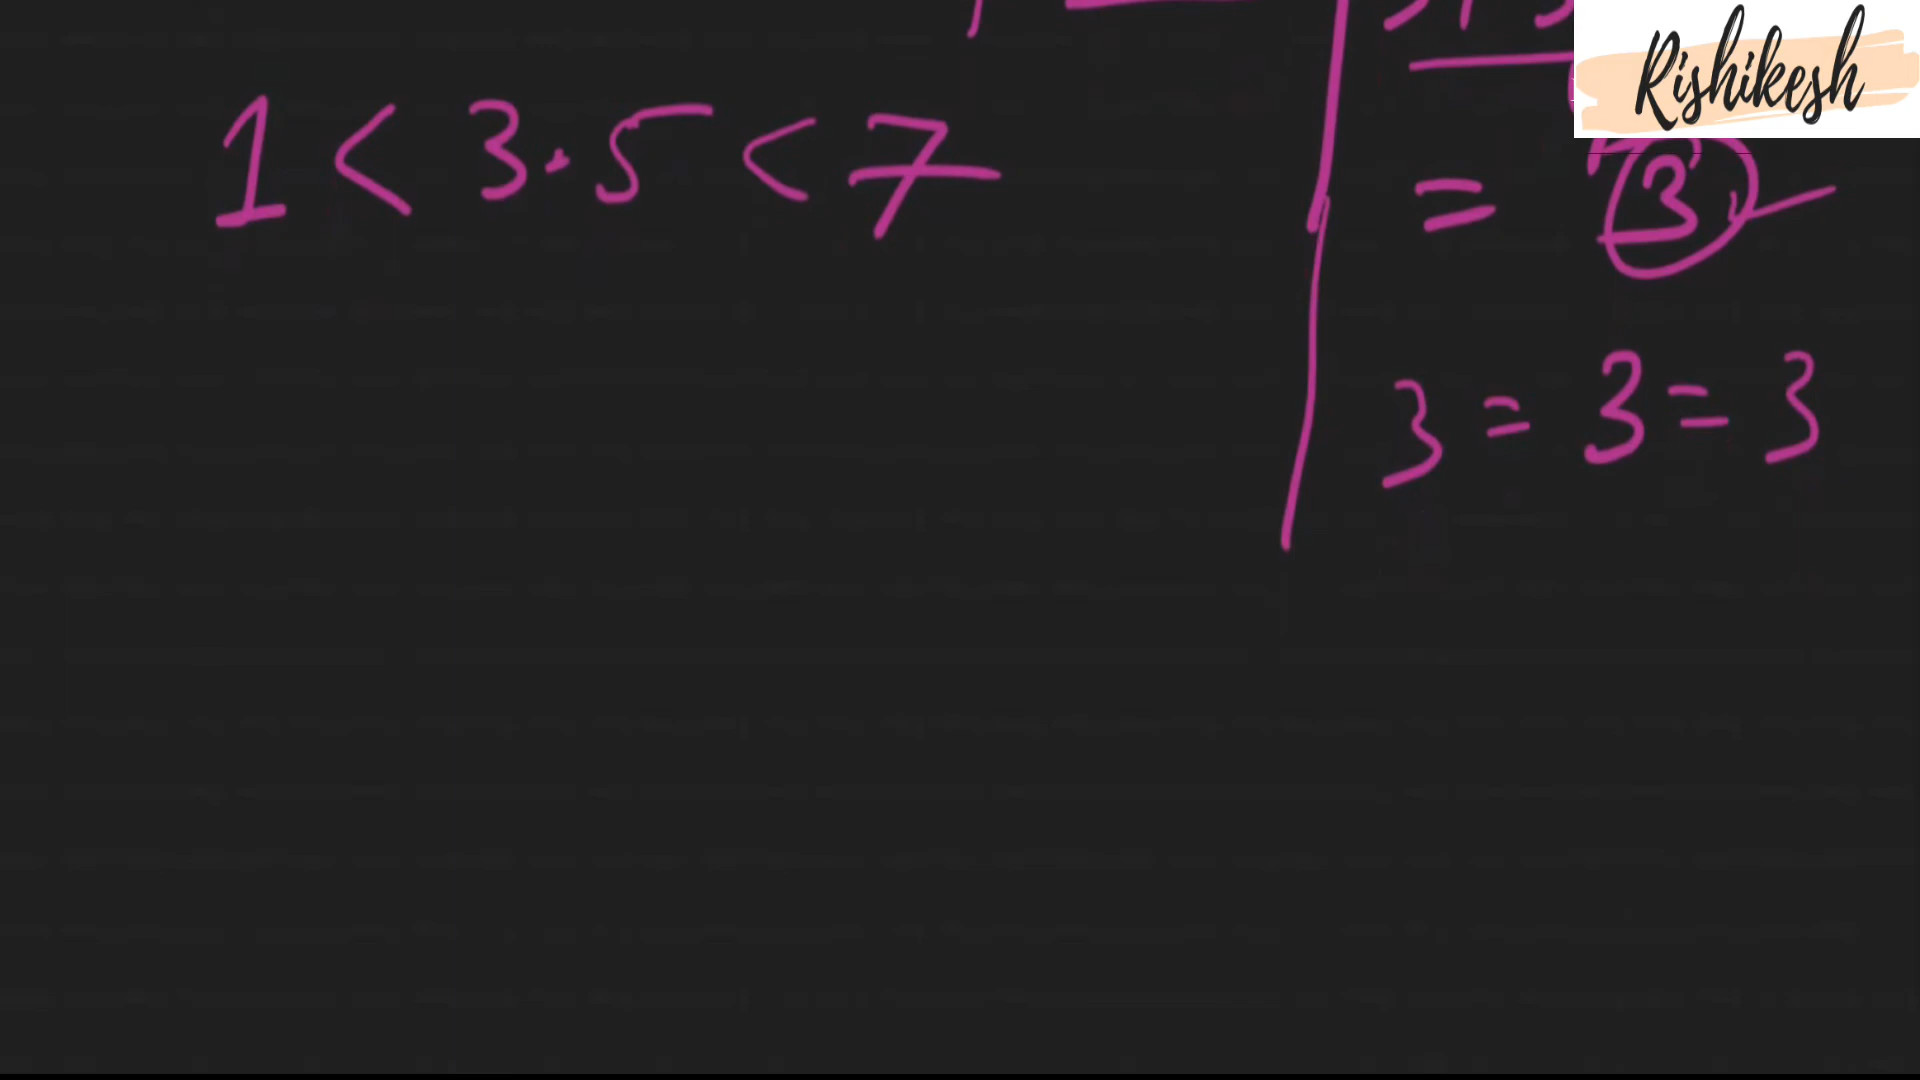 Rishikesh
1 < 3.5 < 7
= 3
3 = 3 = 3